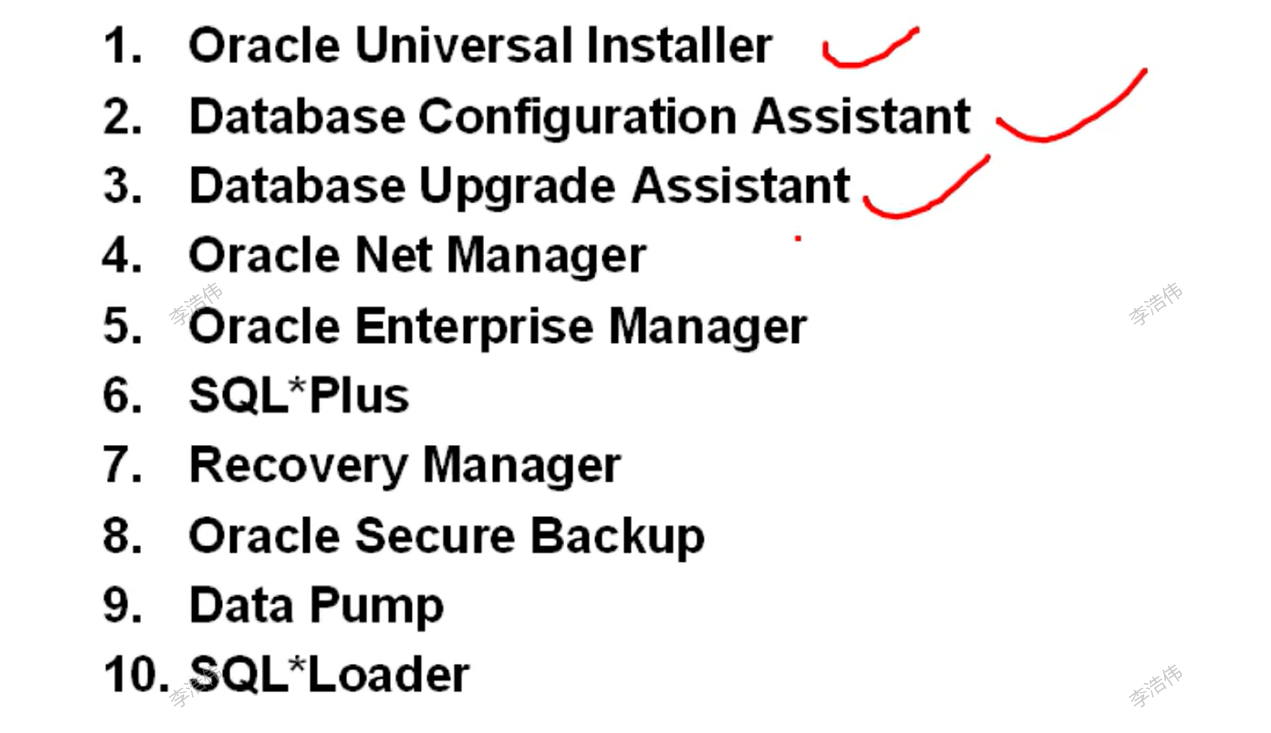 1. Oracle Universal Installer
2. Database Configuration Assistant
3. Database Upgrade Assistant
4. Oracle Net Manager
李浩伟
李浩伟
5. Oracle Enterprise Manager
6. SQL*Plus
7. Recovery Manager
8. Oracle Secure Backup
9. Data Pump
10. SQL*Loader
李浩伟
李浩伟